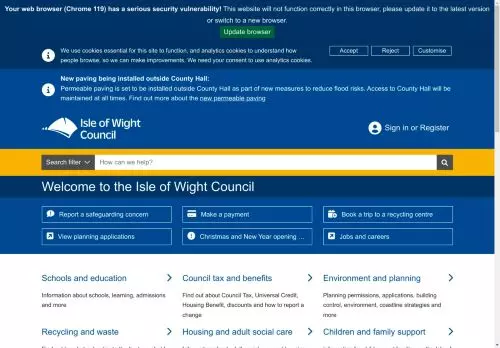 Your web browser (Chrome 119) has a serious security vulnerability! This website will not function correctly in this browser, please update it to the latest version
or switch to a new browser.
Update browser
We use cookies essential for this site to function, and analytics cookies to understand how
people browse, so we can make improvements. We need your consent to use analytics cookies.
Accept
Reject
Customise
New paving being installed outside County Hall:
Permeable paving is set to be installed outside County Hall as part of new measures to reduce flood risks. Access to County Hall will be
maintained at all times. Find out more about the new permeable paving
Isle of Wight
Council
Sign in or Register
Search filter
How can we help?
Welcome to the Isle of Wight Council
Report a safeguarding concern
Make a payment
Book a trip to a recycling centre
View planning applications
Christmas and New Year opening ...
Jobs and careers
Schools and education
Council tax and benefits
Environment and planning
Information about schools, learning, admissions
and more.
Find out about Council Tax, Universal Credit,
Housing Benefit, discounts and how to report a
change
Planning permissions, applications, building
control, environment, coastline strategies and
more
Recycling and waste
Housing and adult social care
Children and family support